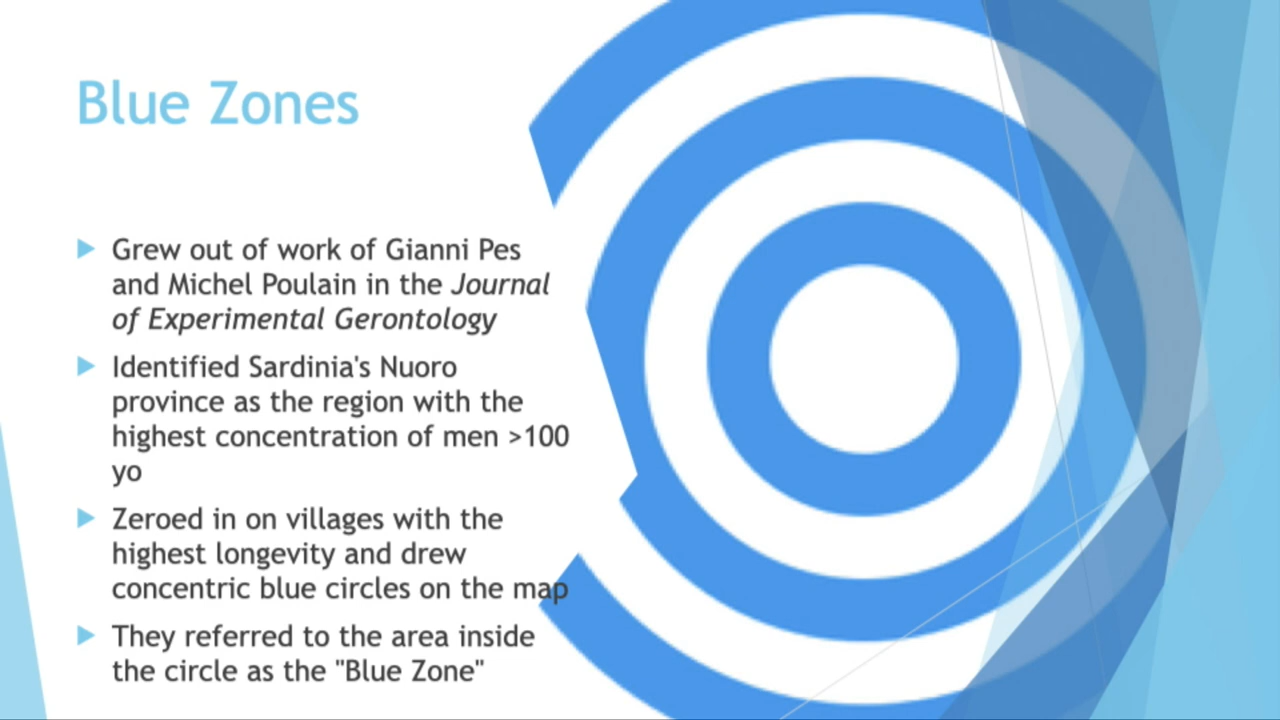 Blue Zones
Grew out of work of Gianni Pes
and Michel Poulain in the Journal
of Experimental Gerontology
Identified Sardinia's Nuoro
province as the region with the
highest concentration of men >100
yo
Zeroed in on villages with the
highest longevity and drew
concentric blue circles on the map
They referred to the area inside
the circle as the "Blue Zone"